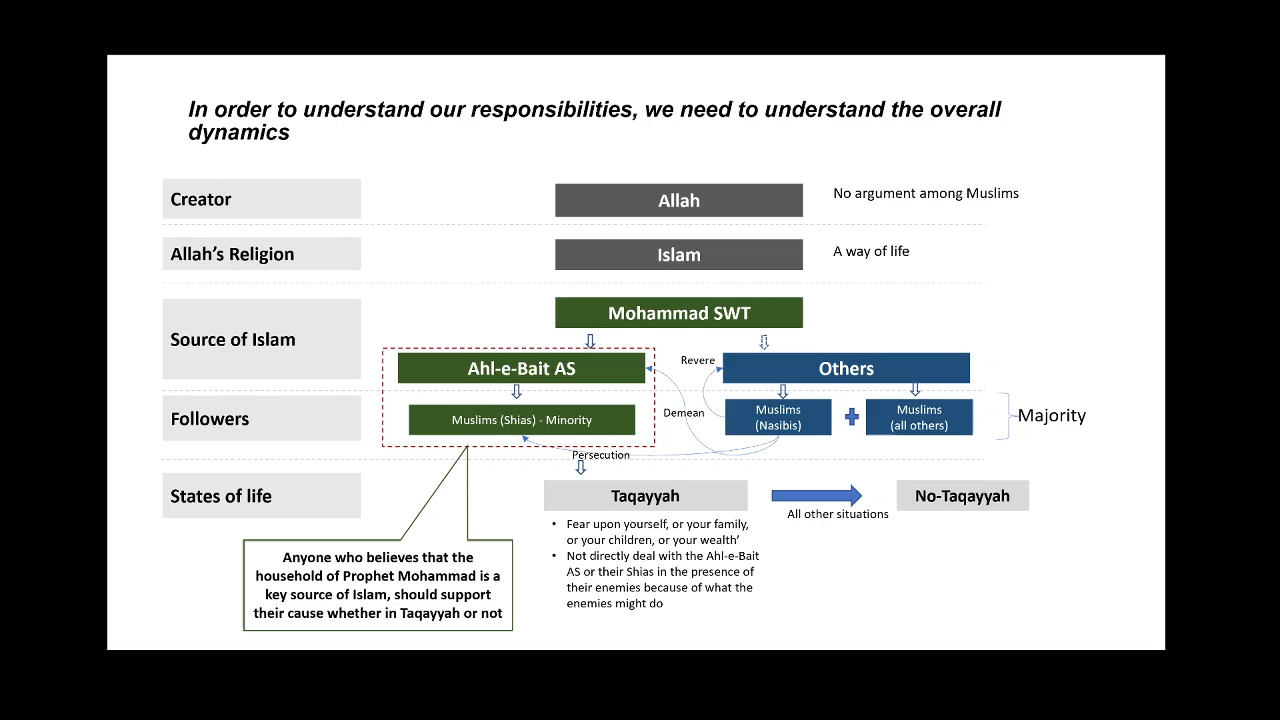 In order to understand our responsibilities, we need to understand the overall
dynamics
Creator
Allah
No argument among Muslims
Allah's Religion
Islam
A way of life
Source of Islam
Mohammad SWT
Ahl-e-Bait AS
Revere
Others
Followers
Muslims (Shias) - Minority
Demean
Muslims
(Nasibis)
Muslims
(all others)
Majority
Persecution
States of life
Taqayyah
All other situations
No-Taqayyah
• Fear upon yourself, or your family,
or your children, or your wealth'
• Not directly deal with the Ahl-e-Bait
AS or their Shias in the presence of
their enemies because of what the
enemies might do
Anyone who believes that the
household of Prophet Mohammad is a
key source of Islam, should support
their cause whether in Taqayyah or not